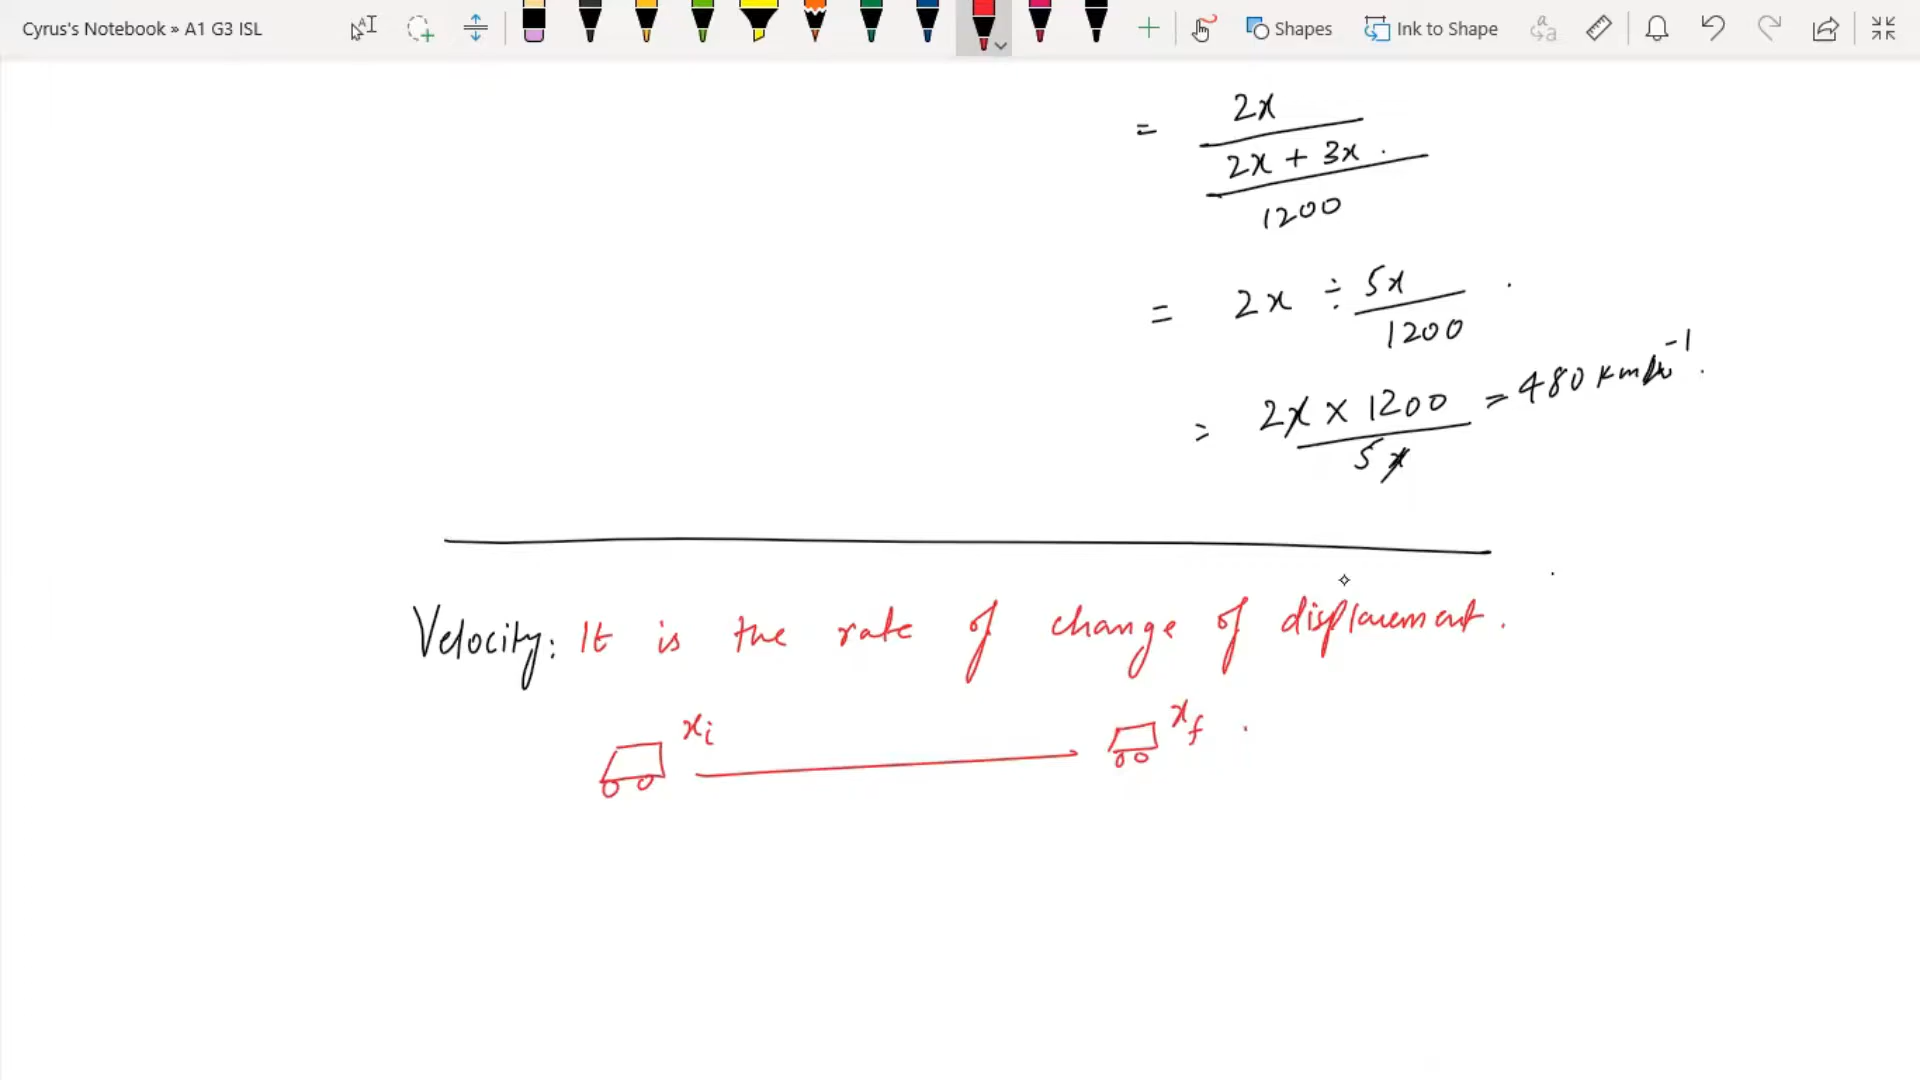 Cyrus's Notebook » A1 G3 ISL
Shapes
Ink to Shape
= 2x
2x + 3x .
1200
= 2x ÷ 5x
1200
= 2x × 1200 = 480 kmh⁻¹.
5x
Velocity: It is the rate of change of displacement.
xi
xf